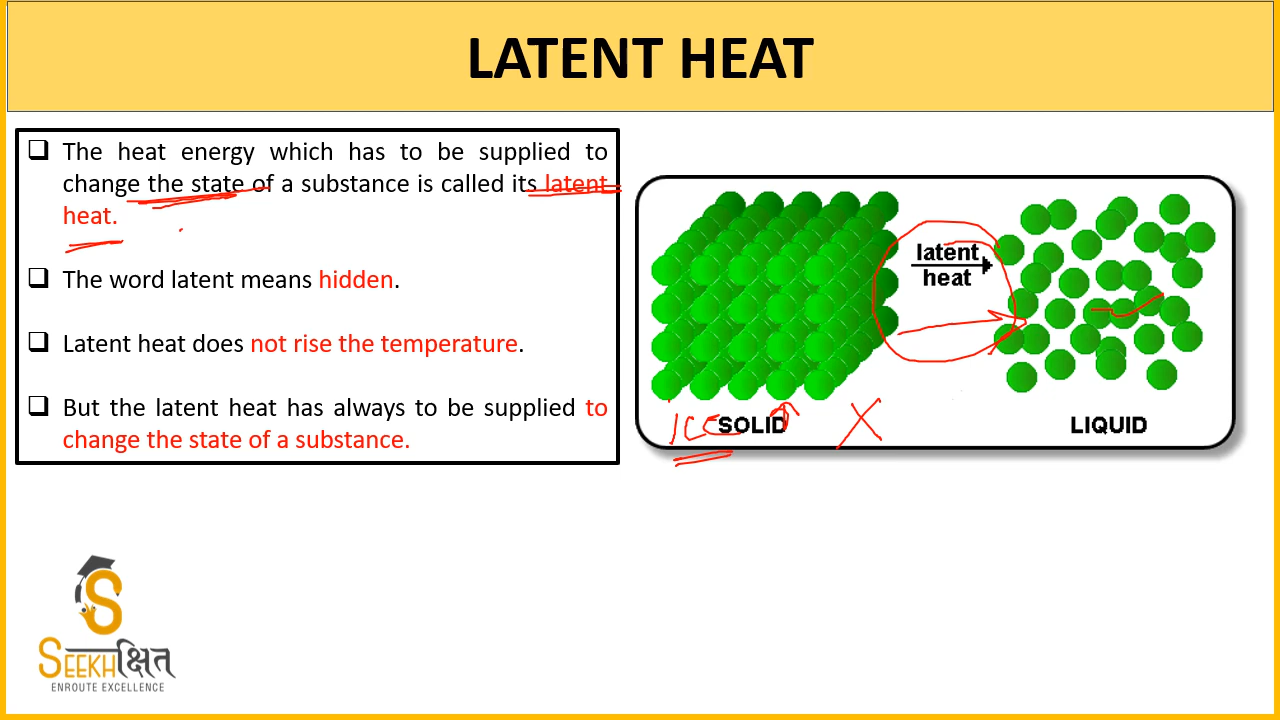 LATENT HEAT
The heat energy which has to be supplied to
change the state of a substance is called its latent
heat.
The word latent means hidden.
Latent heat does not rise the temperature.
But the latent heat has always to be supplied to
change the state of a substance.
latent
heat
ICE
SOLID
LIQUID
S
SEEKHक्षित
ENROUTE EXCELLENCE